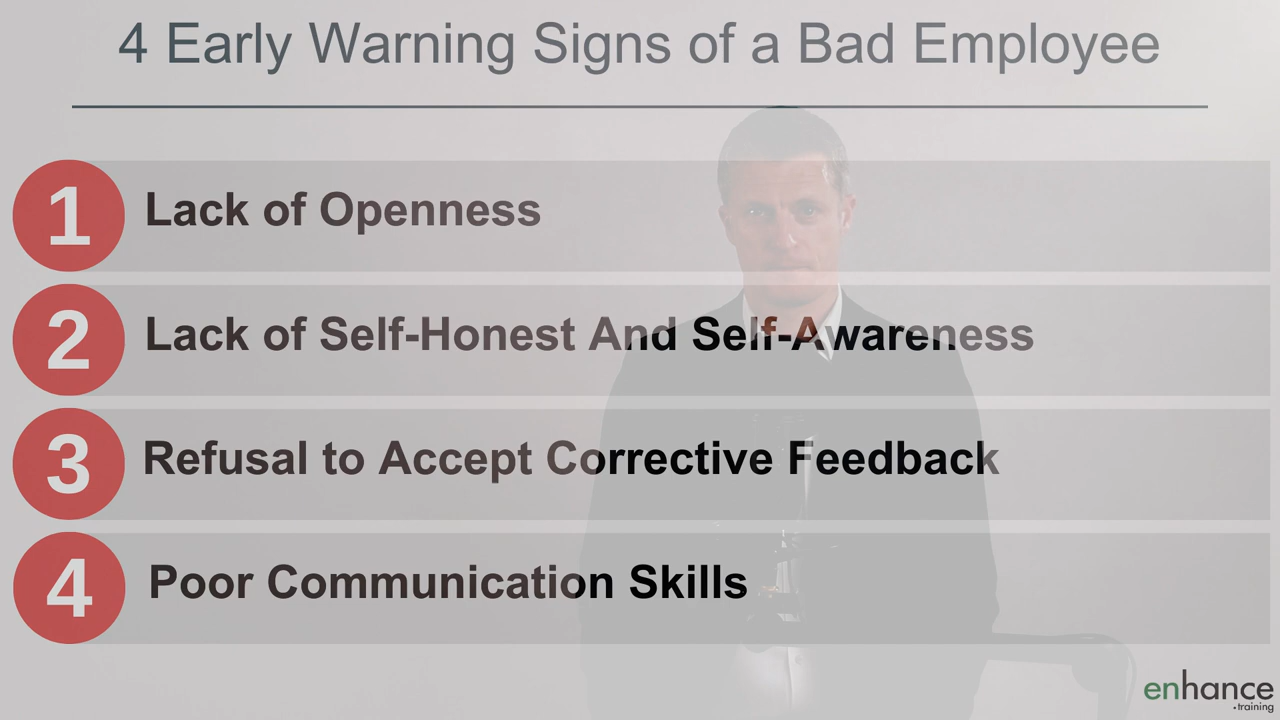 4 Early Warning Signs of a Bad Employee
1 Lack of Openness
2 Lack of Self-Honest And Self-Awareness
3 Refusal to Accept Corrective Feedback
4 Poor Communication Skills
enhance
.training